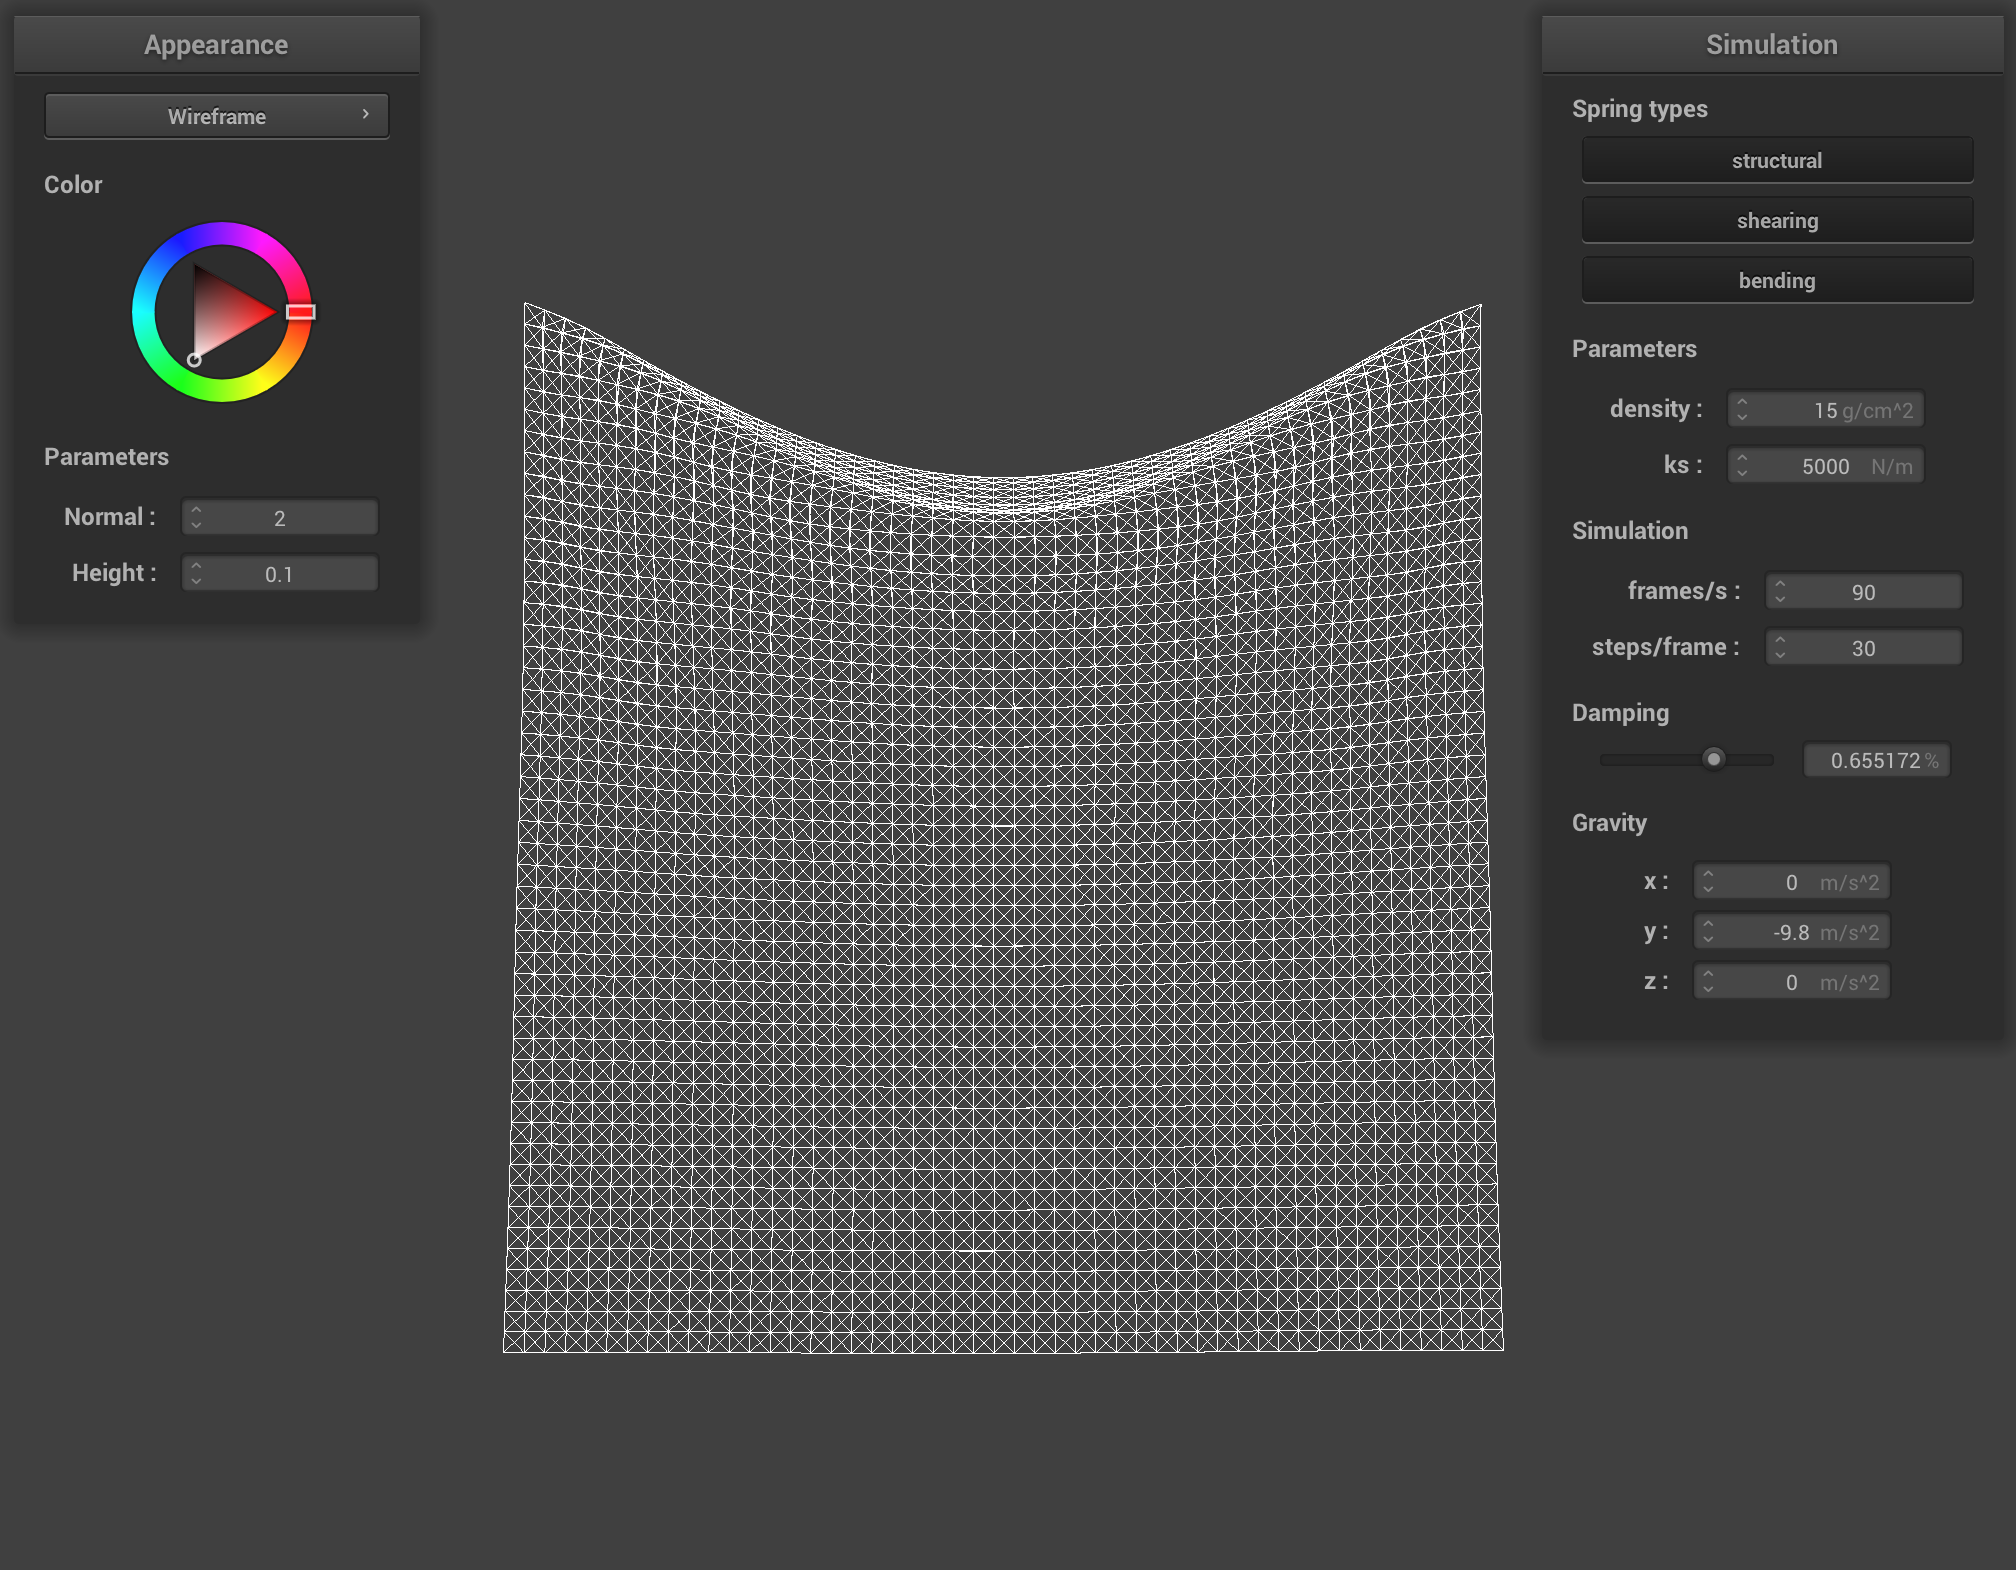 Appearance
Wireframe
Color
Parameters
Normal : 2
Height : 0.1
Simulation
Spring types
structural
shearing
bending
Parameters
density : 15 g/cm^2
ks : 5000 N/m
Simulation
frames/s : 90
steps/frame : 30
Damping
0.655172 %
Gravity
x : 0 m/s^2
y : -9.8 m/s^2
z : 0 m/s^2